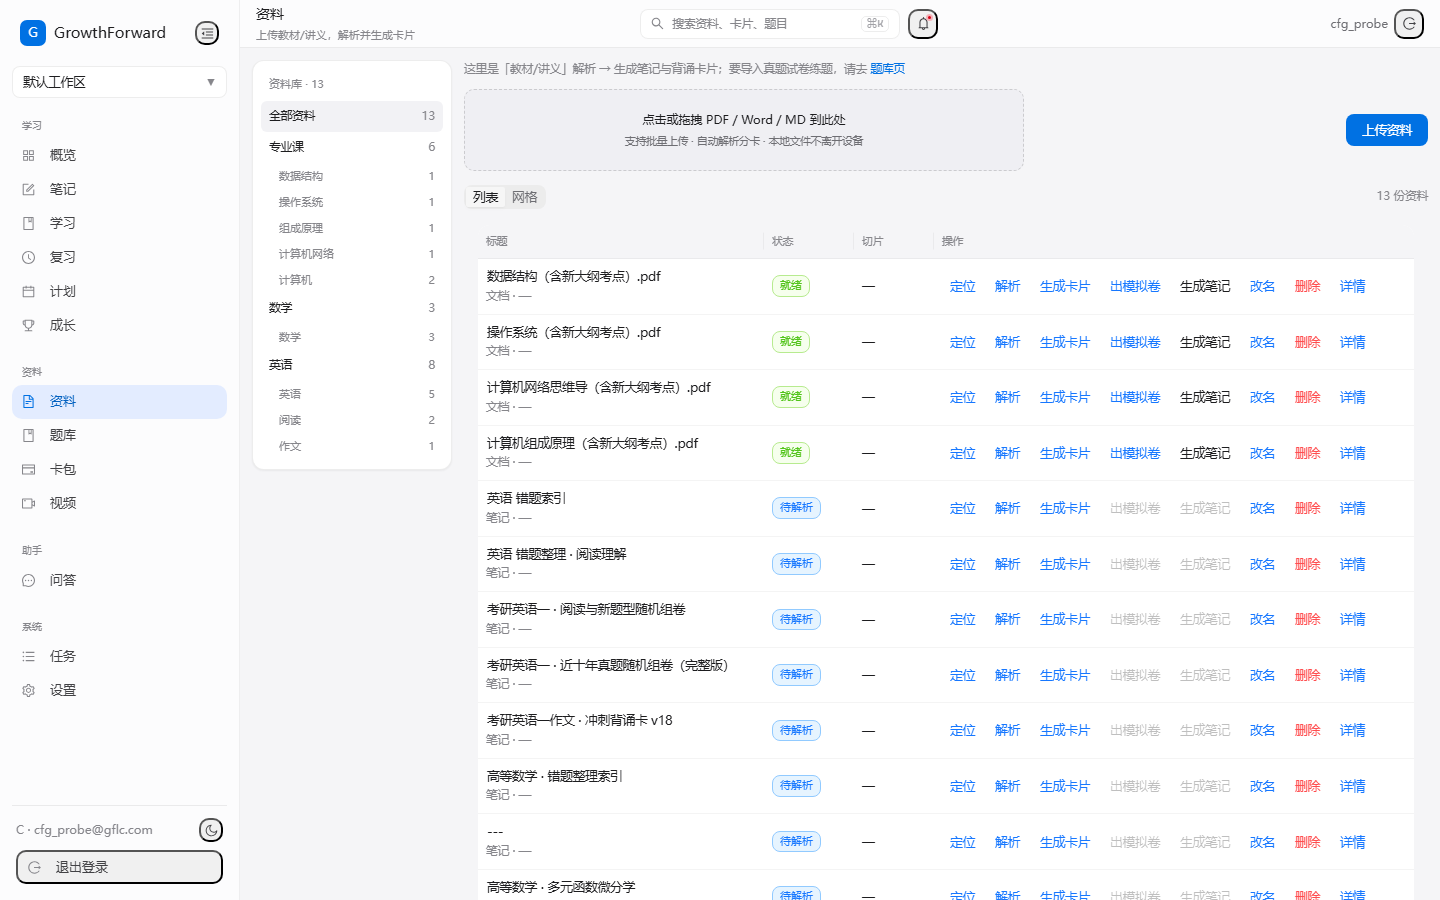 G GrowthForward
默认工作区 ▼
学习
概览
笔记
学习
复习
计划
成长
资料
资料
题库
卡包
视频
助手
问答
系统
任务
设置
C · cfg_probe@gflc.com
退出登录
资料
上传教材/讲义，解析并生成卡片
搜索资料、卡片、题目 ⌘K
cfg_probe
资料库 · 13
全部资料 13
专业课 6
数据结构 1
操作系统 1
组成原理 1
计算机网络 1
计算机 2
数学 3
数学 3
英语 8
英语 5
阅读 2
作文 1
这里是「教材/讲义」解析 → 生成笔记与背诵卡片；要导入真题试卷练题，请去 题库页
点击或拖拽 PDF / Word / MD 到此处
支持批量上传 · 自动解析分卡 · 本地文件不离开设备
上传资料
列表 网格
13 份资料
标题 状态 切片 操作
数据结构（含新大纲考点）.pdf
文档 · —
就绪 — 定位 解析 生成卡片 出模拟卷 生成笔记 改名 删除 详情
操作系统（含新大纲考点）.pdf
文档 · —
就绪 — 定位 解析 生成卡片 出模拟卷 生成笔记 改名 删除 详情
计算机网络思维导（含新大纲考点）.pdf
文档 · —
就绪 — 定位 解析 生成卡片 出模拟卷 生成笔记 改名 删除 详情
计算机组成原理（含新大纲考点）.pdf
文档 · —
就绪 — 定位 解析 生成卡片 出模拟卷 生成笔记 改名 删除 详情
英语 错题索引
笔记 · —
待解析 — 定位 解析 生成卡片 出模拟卷 生成笔记 改名 删除 详情
英语 错题整理 · 阅读理解
笔记 · —
待解析 — 定位 解析 生成卡片 出模拟卷 生成笔记 改名 删除 详情
考研英语一 · 阅读与新题型随机组卷
笔记 · —
待解析 — 定位 解析 生成卡片 出模拟卷 生成笔记 改名 删除 详情
考研英语一 · 近十年真题随机组卷（完整版）
笔记 · —
待解析 — 定位 解析 生成卡片 出模拟卷 生成笔记 改名 删除 详情
考研英语一作文 · 冲刺背诵卡 v18
笔记 · —
待解析 — 定位 解析 生成卡片 出模拟卷 生成笔记 改名 删除 详情
高等数学 · 错题整理索引
笔记 · —
待解析 — 定位 解析 生成卡片 出模拟卷 生成笔记 改名 删除 详情
---
笔记 · —
待解析 — 定位 解析 生成卡片 出模拟卷 生成笔记 改名 删除 详情
高等数学 · 多元函数微分学
待解析 — 定位 解析 生成卡片 出模拟卷 生成笔记 改名 删除 详情